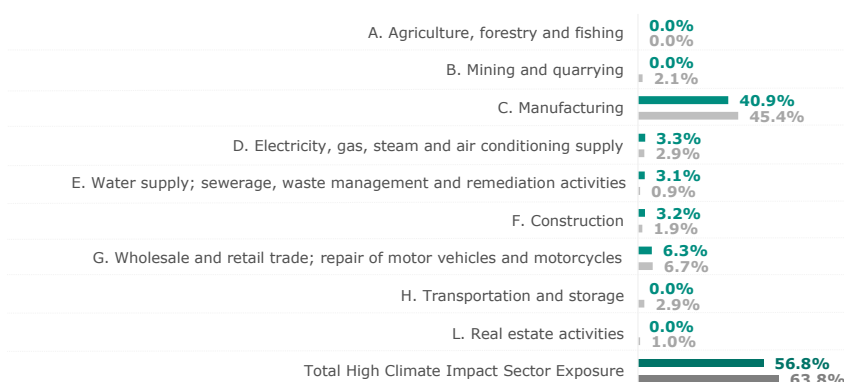 A. Agriculture, forestry and fishing
0.0%
0.0%
B. Mining and quarrying
0.0%
2.1%
C. Manufacturing
40.9%
45.4%
D. Electricity, gas, steam and air conditioning supply
3.3%
2.9%
E. Water supply; sewerage, waste management and remediation activities
3.1%
0.9%
F. Construction
3.2%
1.9%
G. Wholesale and retail trade; repair of motor vehicles and motorcycles
6.3%
6.7%
H. Transportation and storage
0.0%
2.9%
L. Real estate activities
0.0%
1.0%
Total High Climate Impact Sector Exposure
56.8%
63.8%